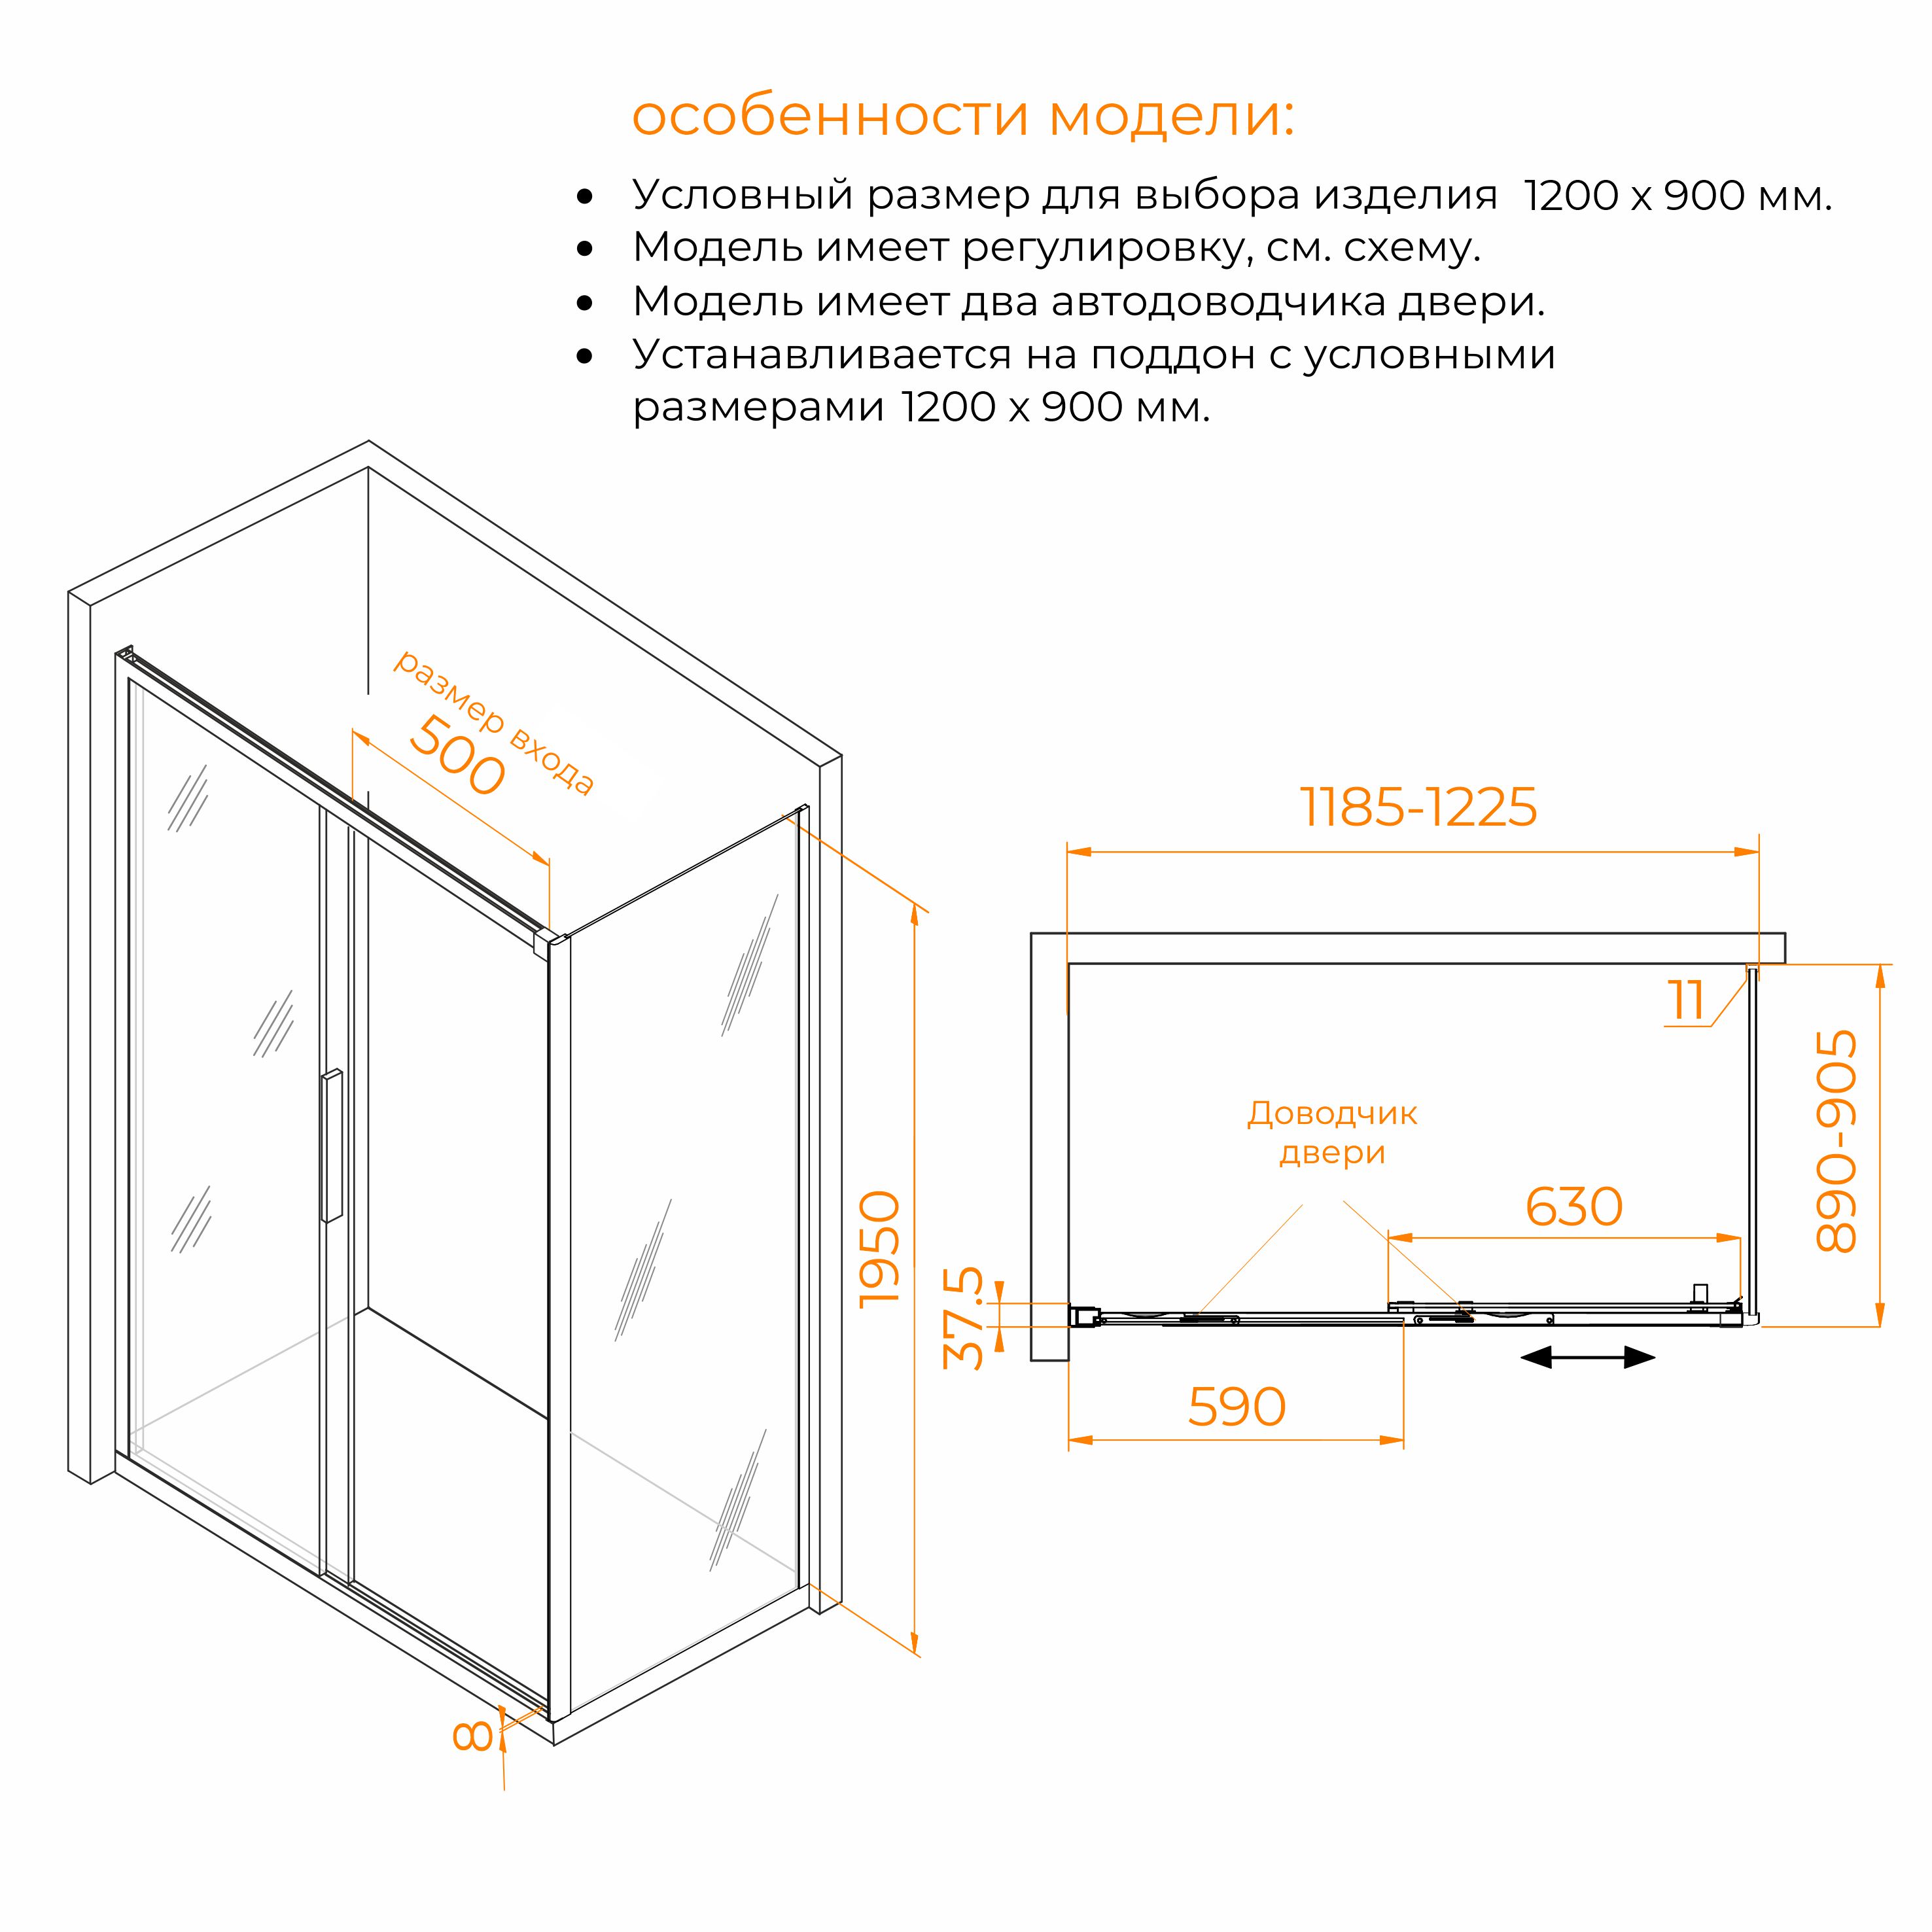 особенности модели:
● Условный размер для выбора изделия 1200 x 900 мм.
● Модель имеет регулировку, см. схему.
● Модель имеет два автодоводчика двери.
● Устанавливается на поддон с условными
размерами 1200 x 900 мм.
размер входа
500
1950
8
1185-1225
11
890-905
Доводчик
двери
630
37.5
590